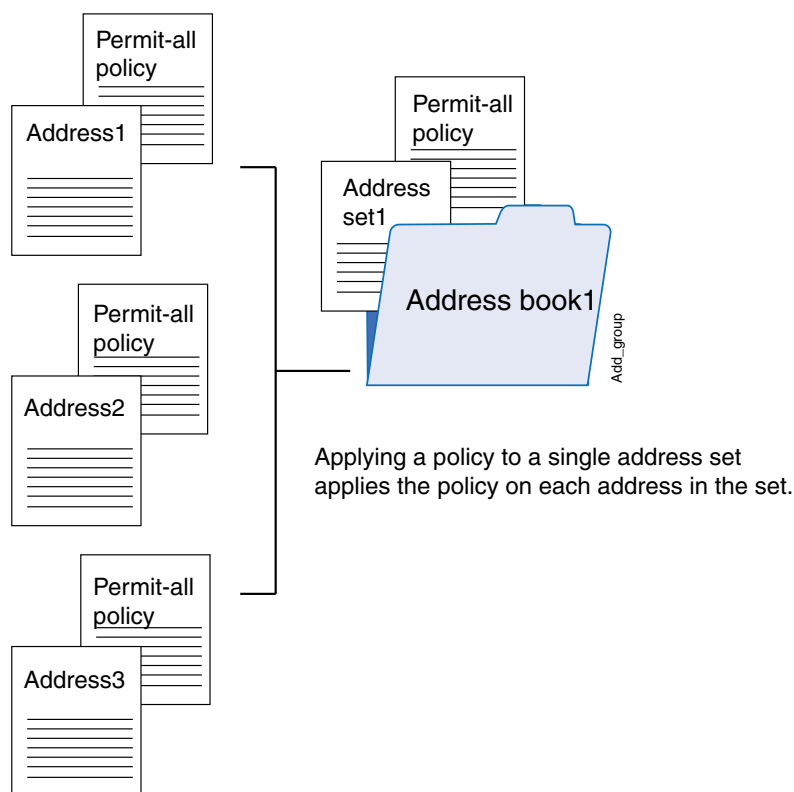 Permit-all
policy
Address1
Permit-all
policy
Address2
Permit-all
policy
Address3
Permit-all
policy
Address
set1
Address book1
Add_group
Applying a policy to a single address set
applies the policy on each address in the set.